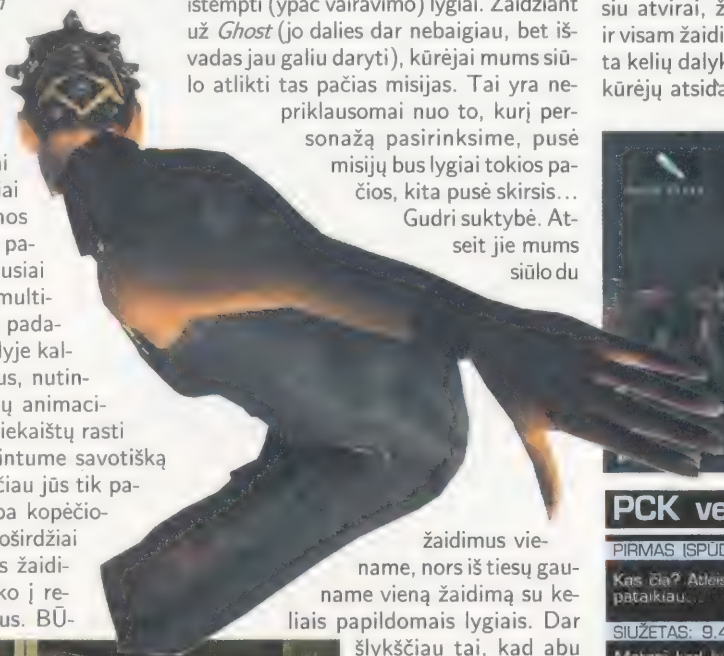 ištempti (ypač vairavimo) lygiai. Žaidžiant
už Ghost (jo dalies dar nebaigiau, bet iš-
vadas jau galiu daryti), kūrėjai mums siū-
lo atlikti tas pačias misijas. Tai yra ne-
priklausomai nuo to, kurį per-
sonažą pasirinksime, pusė
misijų bus lygiai tokios pa-
čios, kita pusė skirsis...
Gudri suktybė. At-
seit jie mums
siūlo du
žaidimus vie-
name, nors iš tiesų gau-
name vieną žaidimą su ke-
liais papildomais lygiais. Dar
šlykščiau tai, kad abu
siu atvirai, ž
ir visam žaidi
ta kelių dalyk
kūrėjų atsida
ai
iai
nos
pa-
usiai
multi-
pada-
lyje kal-
us, nutin-
ų animaci-
iekaištų rasti
intume savotišką
čiau jūs tik pa-
pa kopėčio-
oširdžiai
s žaidi-
ko į re-
us. BŪ-
PCK ve
PIRMAS ĮSPŪD
Kas čia? Atleis
pataikiau...
SIUŽETAS: 9.4